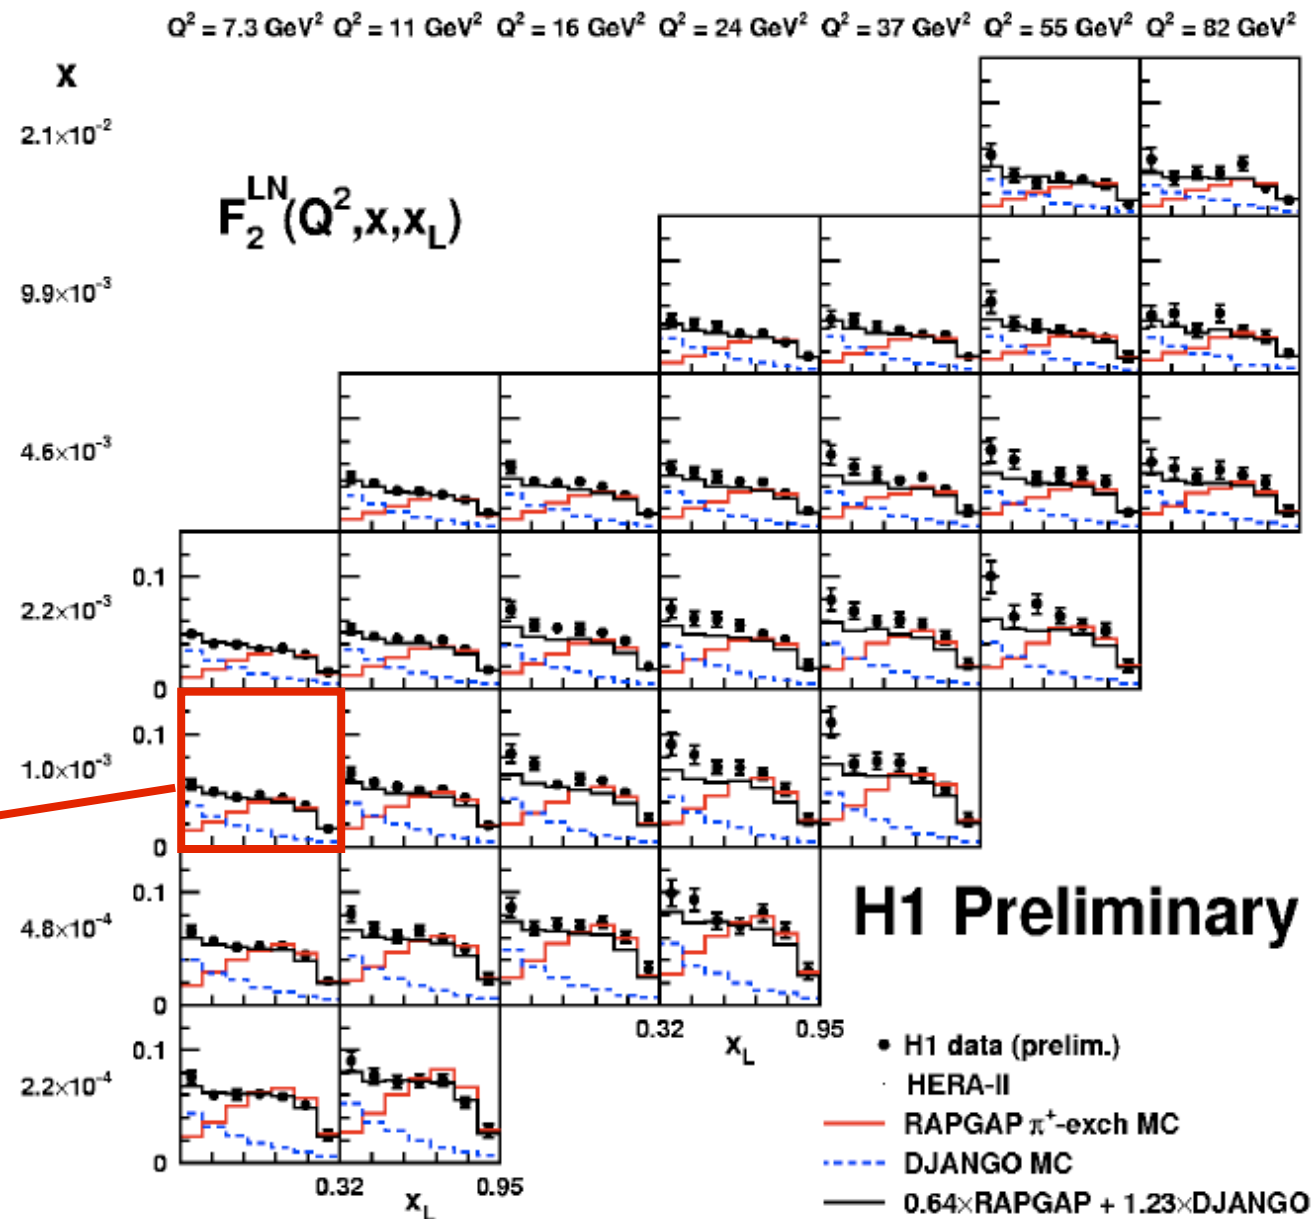 Q² = 7.3 GeV² Q² = 11 GeV² Q² = 16 GeV² Q² = 24 GeV² Q² = 37 GeV² Q² = 55 GeV² Q² = 82 GeV²
x
2.1×10⁻²
F₂ᴸᴺ(Q²,x,x_L)
9.9×10⁻³
4.6×10⁻³
0.1
2.2×10⁻³
0
0.1
1.0×10⁻³
0
0.1
4.8×10⁻⁴
H1 Preliminary
0
0.32 0.95
x_L
0.1
2.2×10⁻⁴
0
0.32 0.95
x_L
H1 data (prelim.)
HERA-II
RAPGAP π⁺-exch MC
DJANGO MC
0.64×RAPGAP + 1.23×DJANGO